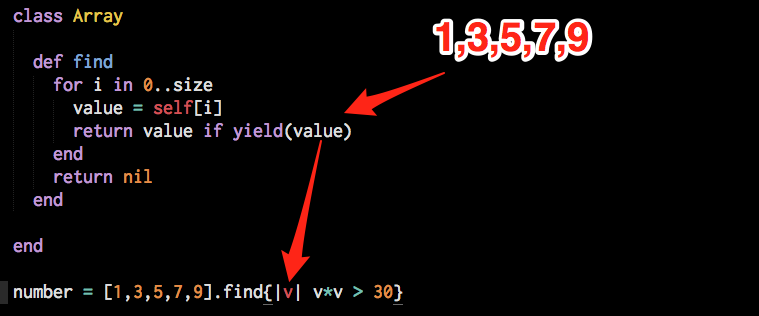 class Array
1,3,5,7,9
  def find
    for i in 0..size
      value = self[i]
      return value if yield(value)
    end
    return nil
  end
end
number = [1,3,5,7,9].find{|v| v*v > 30}